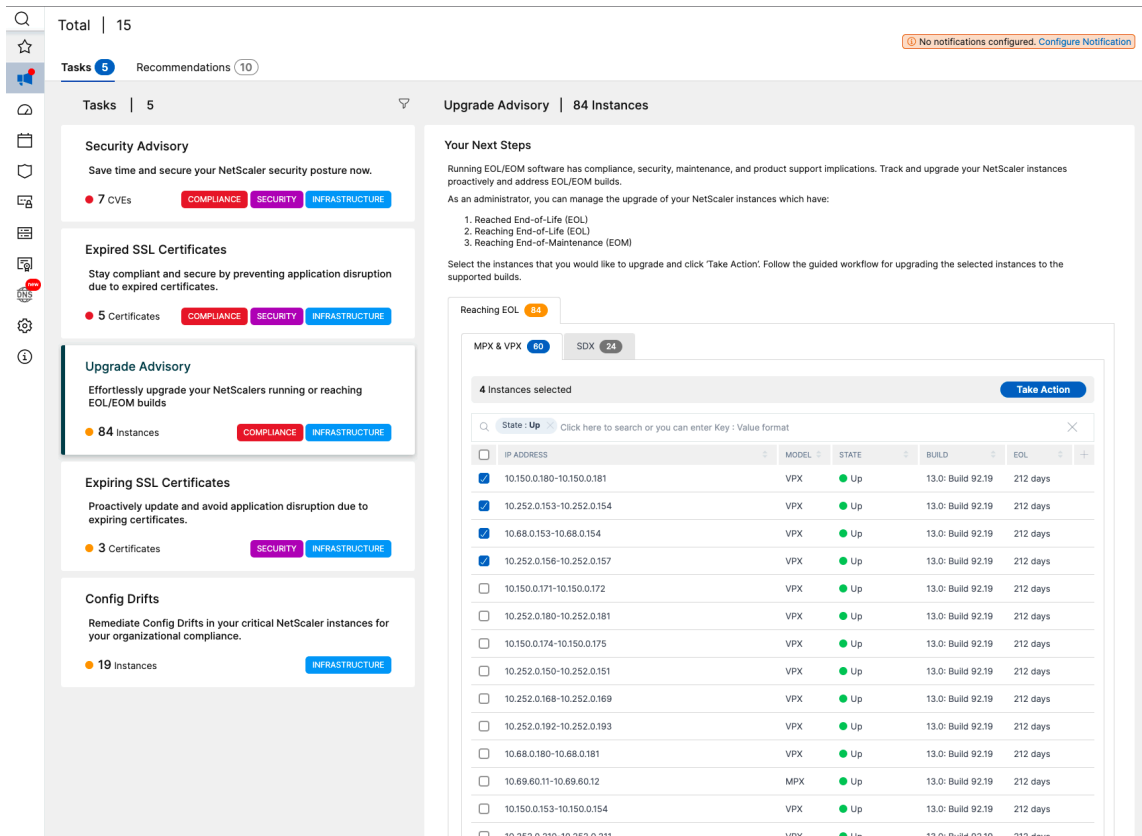 Total | 15
No notifications configured. Configure Notification
Tasks 5 Recommendations 10
Tasks | 5
Security Advisory
Save time and secure your NetScaler security posture now.
7 CVEs COMPLIANCE SECURITY INFRASTRUCTURE
Expired SSL Certificates
Stay compliant and secure by preventing application disruption
due to expired certificates.
5 Certificates COMPLIANCE SECURITY INFRASTRUCTURE
Upgrade Advisory
Effortlessly upgrade your NetScalers running or reaching
EOL/EOM builds
84 Instances COMPLIANCE INFRASTRUCTURE
Expiring SSL Certificates
Proactively update and avoid application disruption due to
expiring certificates.
3 Certificates SECURITY INFRASTRUCTURE
Config Drifts
Remediate Config Drifts in your critical NetScaler instances for
your organizational compliance.
19 Instances INFRASTRUCTURE
new
DNS
Upgrade Advisory | 84 Instances
Your Next Steps
Running EOL/EOM software has compliance, security, maintenance, and product support implications. Track and upgrade your NetScaler instances
proactively and address EOL/EOM builds.
As an administrator, you can manage the upgrade of your NetScaler instances which have:
1. Reached End-of-Life (EOL)
2. Reaching End-of-Life (EOL)
3. Reaching End-of-Maintenance (EOM)
Select the instances that you would like to upgrade and click 'Take Action'. Follow the guided workflow for upgrading the selected instances to the
supported builds.
Reaching EOL 84
MPX & VPX 60 SDX 24
4 Instances selected Take Action
State : Up Click here to search or you can enter Key : Value format
IP ADDRESS MODEL STATE BUILD EOL
10.150.0.180-10.150.0.181 VPX Up 13.0: Build 92.19 212 days
10.252.0.153-10.252.0.154 VPX Up 13.0: Build 92.19 212 days
10.68.0.153-10.68.0.154 VPX Up 13.0: Build 92.19 212 days
10.252.0.156-10.252.0.157 VPX Up 13.0: Build 92.19 212 days
10.150.0.171-10.150.0.172 VPX Up 13.0: Build 92.19 212 days
10.252.0.180-10.252.0.181 VPX Up 13.0: Build 92.19 212 days
10.150.0.174-10.150.0.175 VPX Up 13.0: Build 92.19 212 days
10.252.0.150-10.252.0.151 VPX Up 13.0: Build 92.19 212 days
10.252.0.168-10.252.0.169 VPX Up 13.0: Build 92.19 212 days
10.252.0.192-10.252.0.193 VPX Up 13.0: Build 92.19 212 days
10.68.0.180-10.68.0.181 VPX Up 13.0: Build 92.19 212 days
10.69.60.11-10.69.60.12 MPX Up 13.0: Build 92.19 212 days
10.150.0.153-10.150.0.154 VPX Up 13.0: Build 92.19 212 days